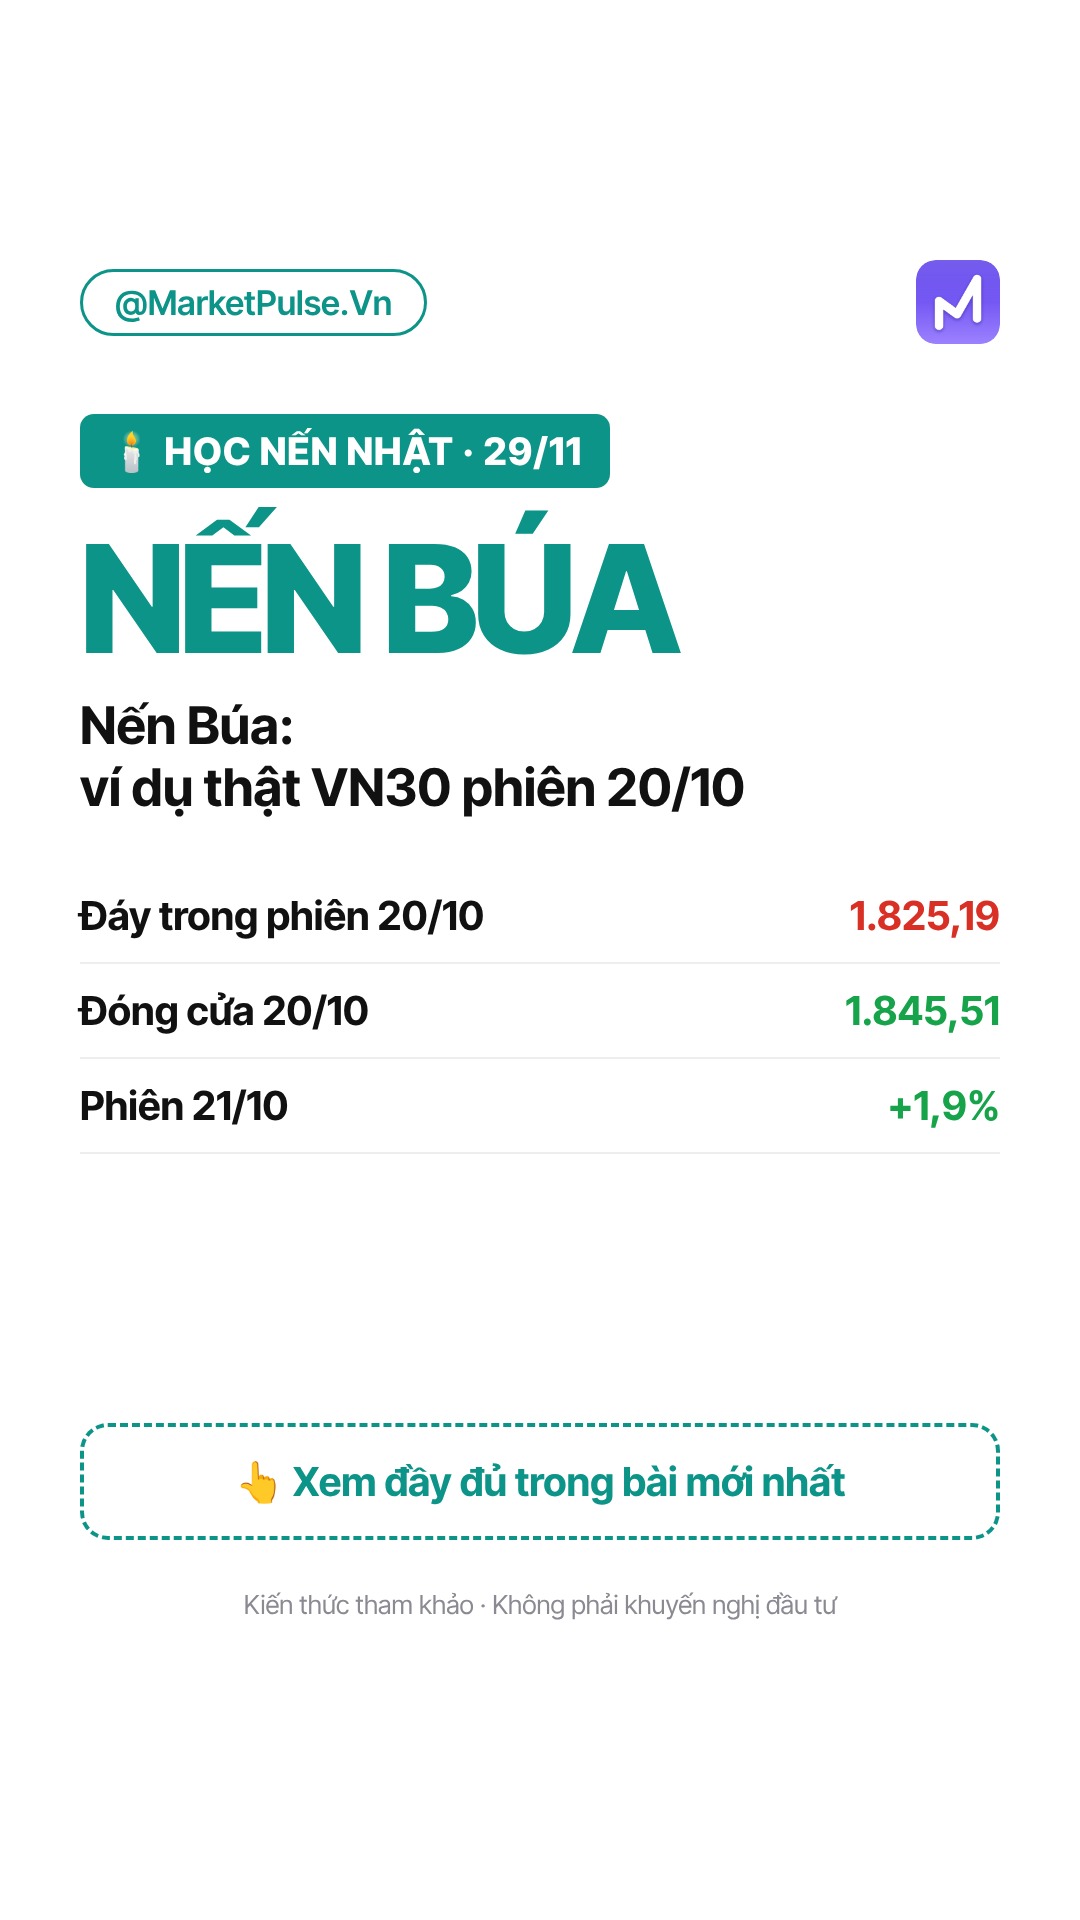 @MarketPulse.Vn
🕯️ HỌC NẾN NHẬT · 29/11
NẾN BÚA
Nến Búa:
ví dụ thật VN30 phiên 20/10
Đáy trong phiên 20/10 1.825,19
Đóng cửa 20/10 1.845,51
Phiên 21/10 +1,9%
👆 Xem đầy đủ trong bài mới nhất
Kiến thức tham khảo · Không phải khuyến nghị đầu tư